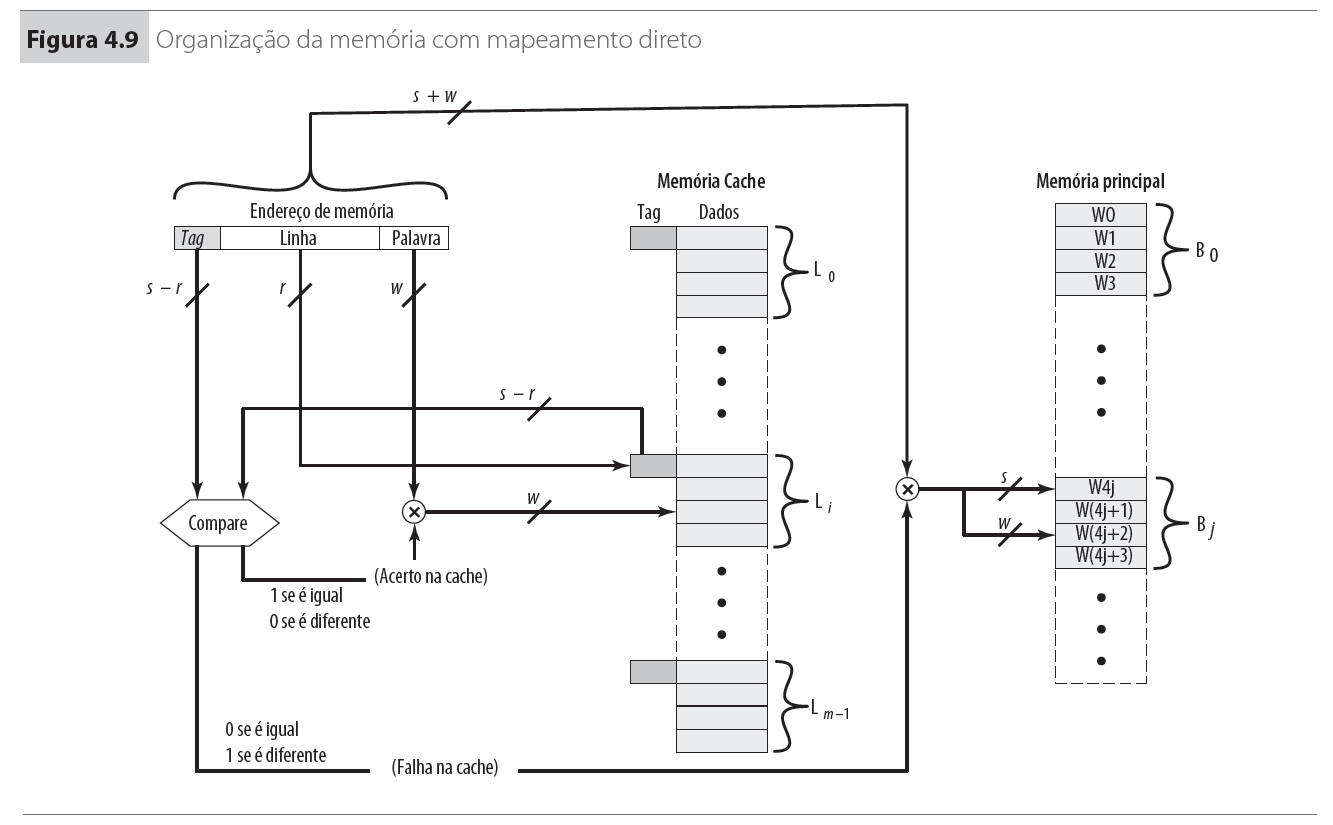 Figura 4.9 Organização da memória com mapeamento direto
s + w
Memória Cache
Memória principal
Endereço de memória
Tag Dados
Tag Linha Palavra
W0
W1
W2
W3
B 0
L 0
s – r
r
w
s – r
s
w
W4j
W(4j+1)
W(4j+2)
W(4j+3)
B j
w
L i
Compare
(Acerto na cache)
1 se é igual
0 se é diferente
L m–1
0 se é igual
1 se é diferente
(Falha na cache)